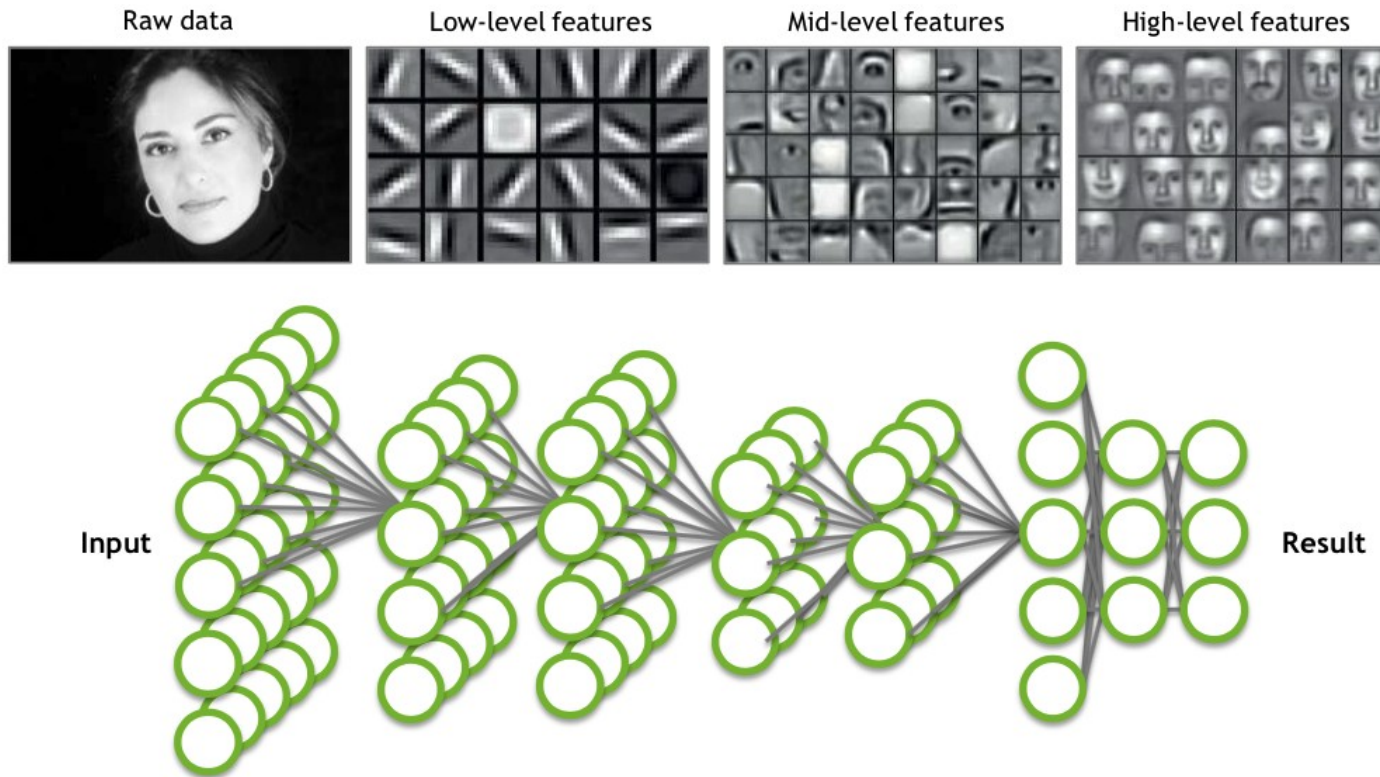 Raw data
Low-level features
Mid-level features
High-level features
Input
Result